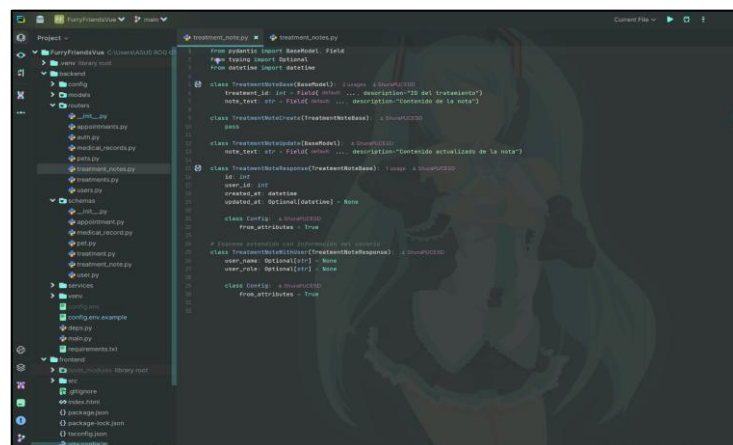 FurryFriendsVue
main
Current File
Project
treatment_note.py
treatment_notes.py
FurryFriendsVue C:\Users\ASUS ROG
venv library root
backend
config
models
routers
__init__.py
appointments.py
auth.py
medical_records.py
pets.py
treatment_notes.py
treatments.py
users.py
schemas
__init__.py
appointment.py
medical_record.py
pet.py
treatment.py
treatment_note.py
user.py
services
venv
config.env
config.env.example
deps.py
main.py
requirements.txt
frontend
node_modules library root
src
.gitignore
index.html
package.json
package-lock.json
tsconfig.json
from pydantic import BaseModel, Field
from typing import Optional
from datetime import datetime
class TreatmentNoteBase(BaseModel):
treatment_id: int = Field( default: ..., description="ID del tratamiento")
note_text: str = Field( default: ..., description="Contenido de la nota")
class TreatmentNoteCreate(TreatmentNoteBase):
pass
class TreatmentNoteUpdate(BaseModel):
note_text: str = Field( default: ..., description="Contenido actualizado de la nota")
class TreatmentNoteResponse(TreatmentNoteBase): 1 usage
id: int
user_id: int
created_at: datetime
updated_at: Optional[datetime] = None
class Config:
from_attributes = True
# Esquema extendido con información del usuario
class TreatmentNoteWithUser(TreatmentNoteResponse):
user_name: Optional[str] = None
user_role: Optional[str] = None
class Config:
from_attributes = True